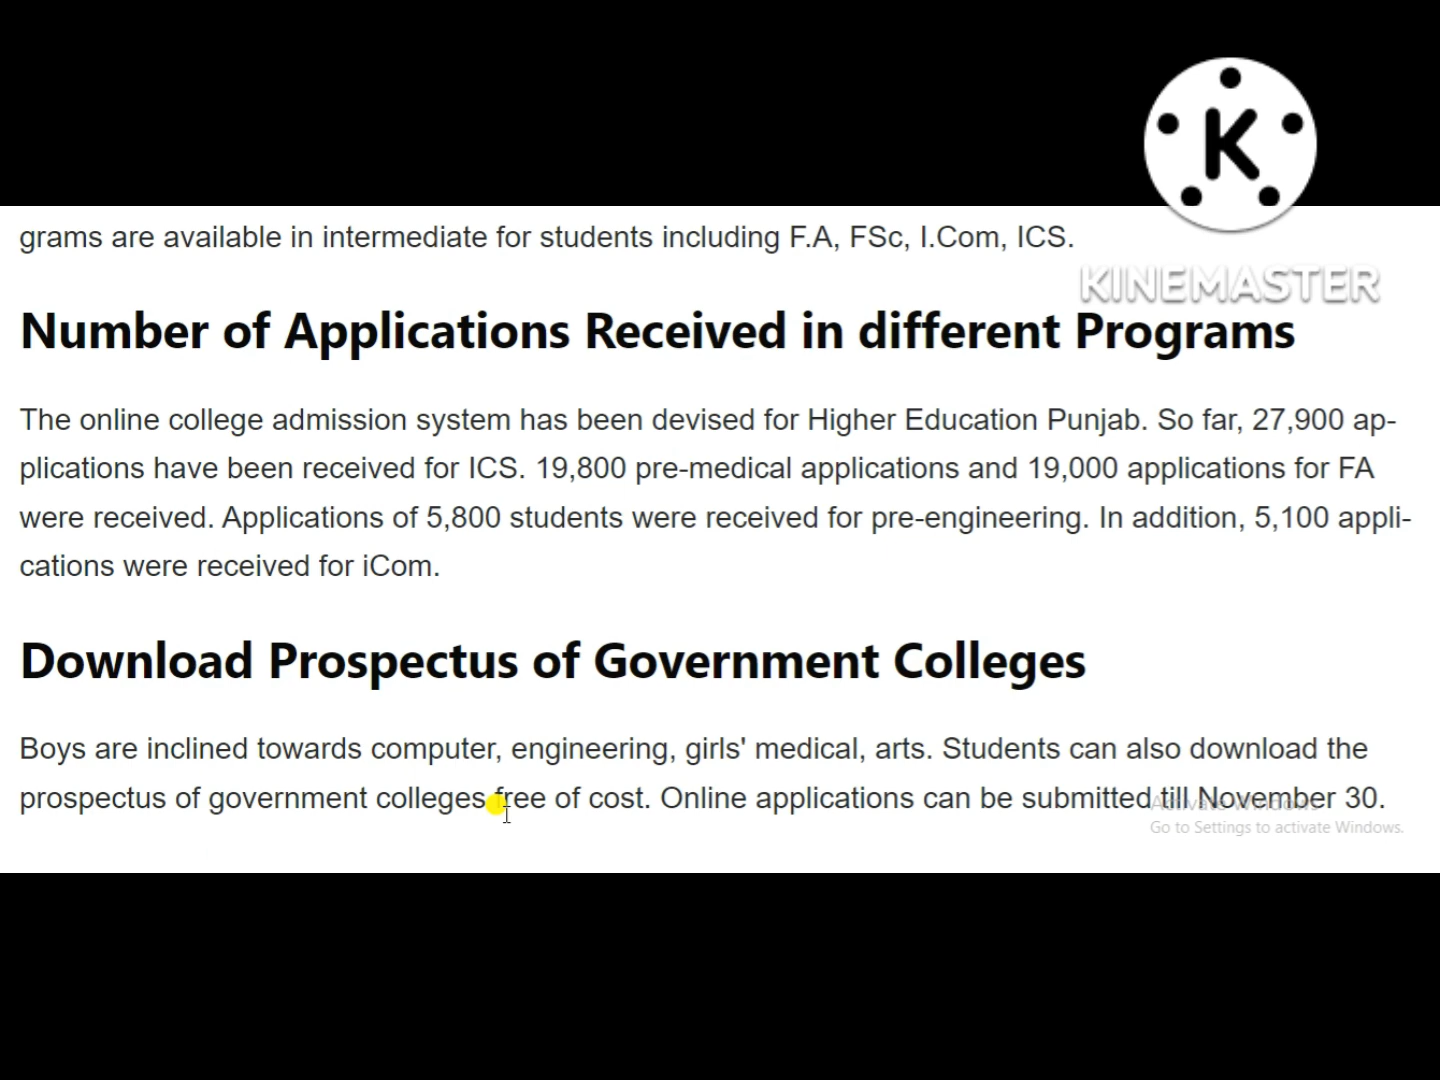 K
KINEMASTER
grams are available in intermediate for students including F.A, FSc, I.Com, ICS.
Number of Applications Received in different Programs
The online college admission system has been devised for Higher Education Punjab. So far, 27,900 ap-
plications have been received for ICS. 19,800 pre-medical applications and 19,000 applications for FA
were received. Applications of 5,800 students were received for pre-engineering. In addition, 5,100 appli-
cations were received for iCom.
Download Prospectus of Government Colleges
Boys are inclined towards computer, engineering, girls' medical, arts. Students can also download the
prospectus of government colleges free of cost. Online applications can be submitted till November 30.
Activate Windows
Go to Settings to activate Windows.